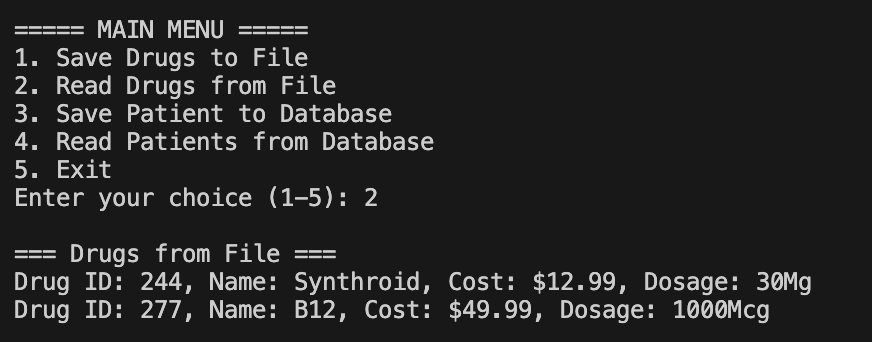 ===== MAIN MENU =====
1. Save Drugs to File
2. Read Drugs from File
3. Save Patient to Database
4. Read Patients from Database
5. Exit
Enter your choice (1-5): 2
=== Drugs from File ===
Drug ID: 244, Name: Synthroid, Cost: $12.99, Dosage: 30Mg
Drug ID: 277, Name: B12, Cost: $49.99, Dosage: 1000Mcg